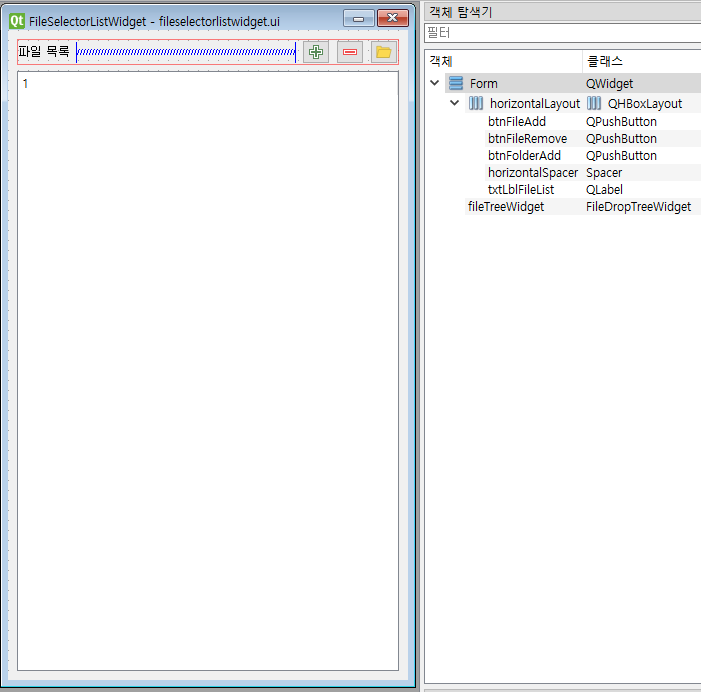 FileSelectorListWidget - fileselectorlistwidget.ui
파일 목록
1
객체 탐색기
필터
객체 클래스
Form QWidget
horizontalLayout QHBoxLayout
btnFileAdd QPushButton
btnFileRemove QPushButton
btnFolderAdd QPushButton
horizontalSpacer Spacer
txtLblFileList QLabel
fileTreeWidget FileDropTreeWidget